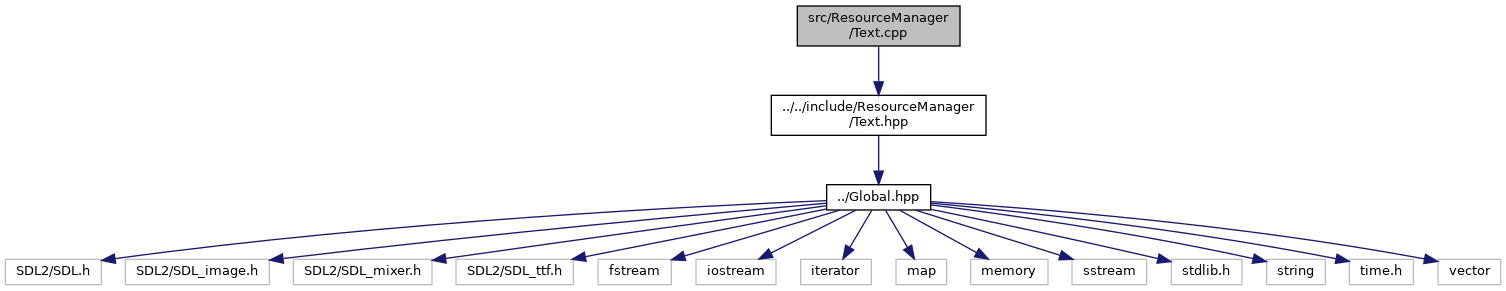 src/ResourceManager
/Text.cpp
../../include/ResourceManager
/Text.hpp
../Global.hpp
SDL2/SDL.h
SDL2/SDL_image.h
SDL2/SDL_mixer.h
SDL2/SDL_ttf.h
fstream
iostream
iterator
map
memory
sstream
stdlib.h
string
time.h
vector